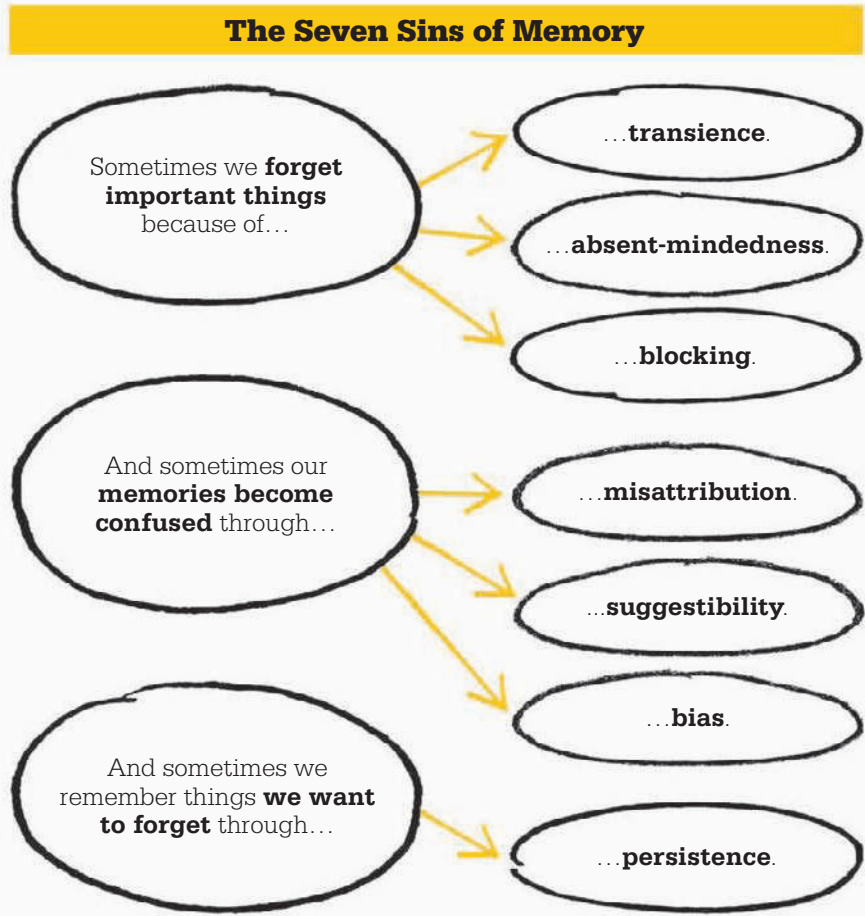 The Seven Sins of Memory
Sometimes we forget
important things
because of…
…transience.
…absent-mindedness.
…blocking.
And sometimes our
memories become
confused through…
…misattribution.
…suggestibility.
…bias.
And sometimes we
remember things we want
to forget through…
…persistence.